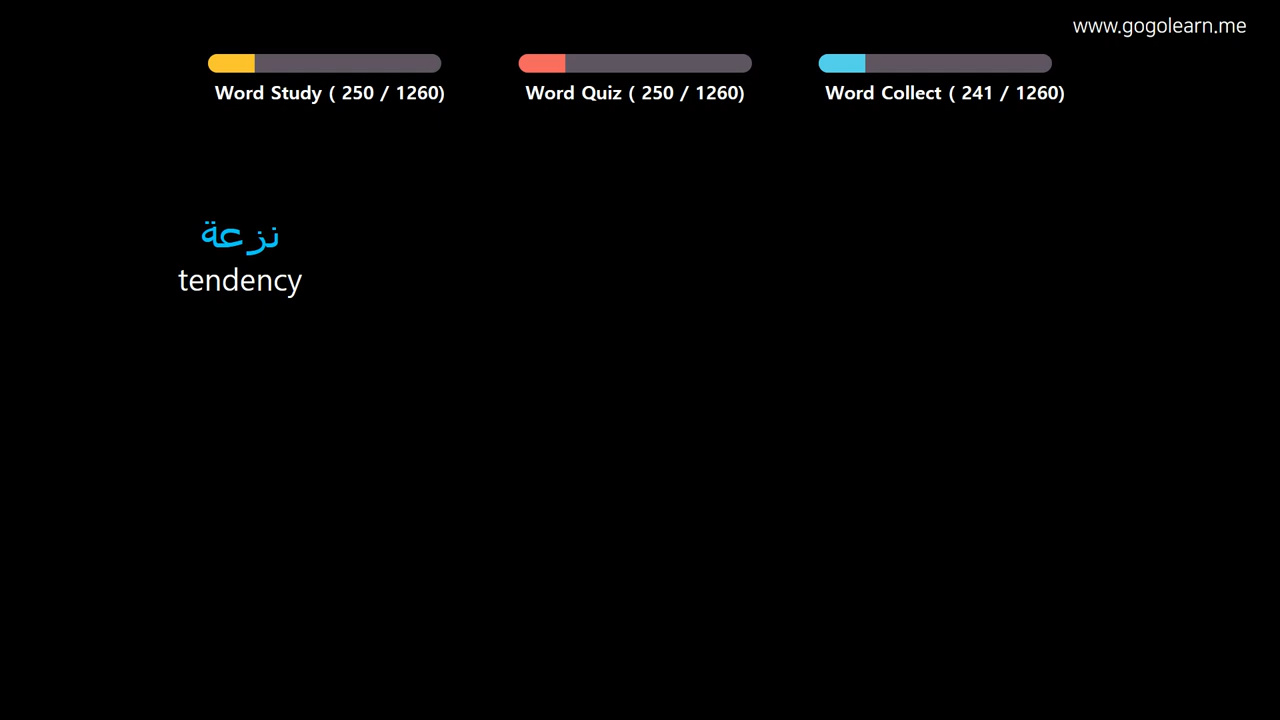 www.gogolearn.me
Word Study ( 250 / 1260)
Word Quiz ( 250 / 1260)
Word Collect ( 241 / 1260)
نزعة
tendency